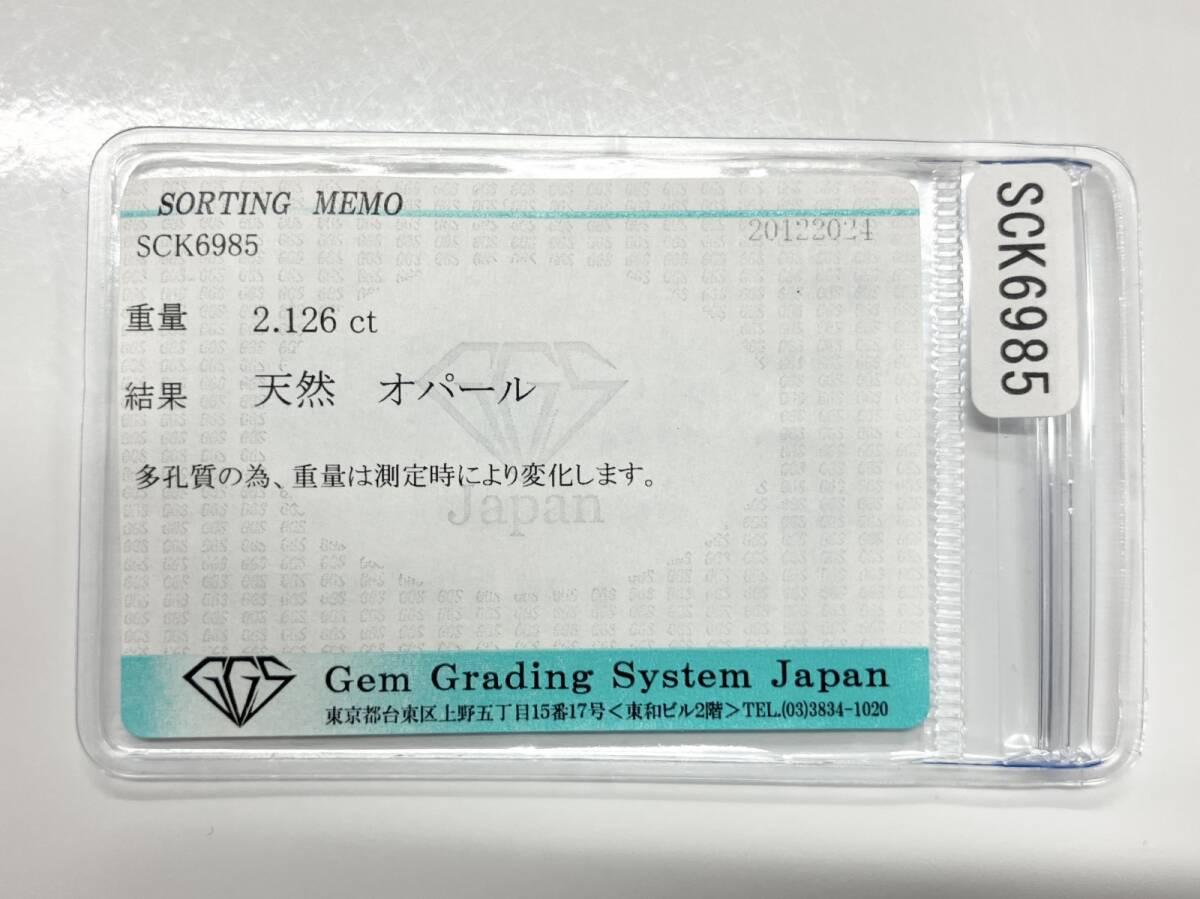 SORTING MEMO
SCK6985
20122024
重量 2.126 ct
結果 天然 オパール
多孔質の為、重量は測定時により変化します。
Japan
GGS
Gem Grading System Japan
東京都台東区上野五丁目15番17号<東和ビル2階>TEL.(03)3834-1020
SCK6985